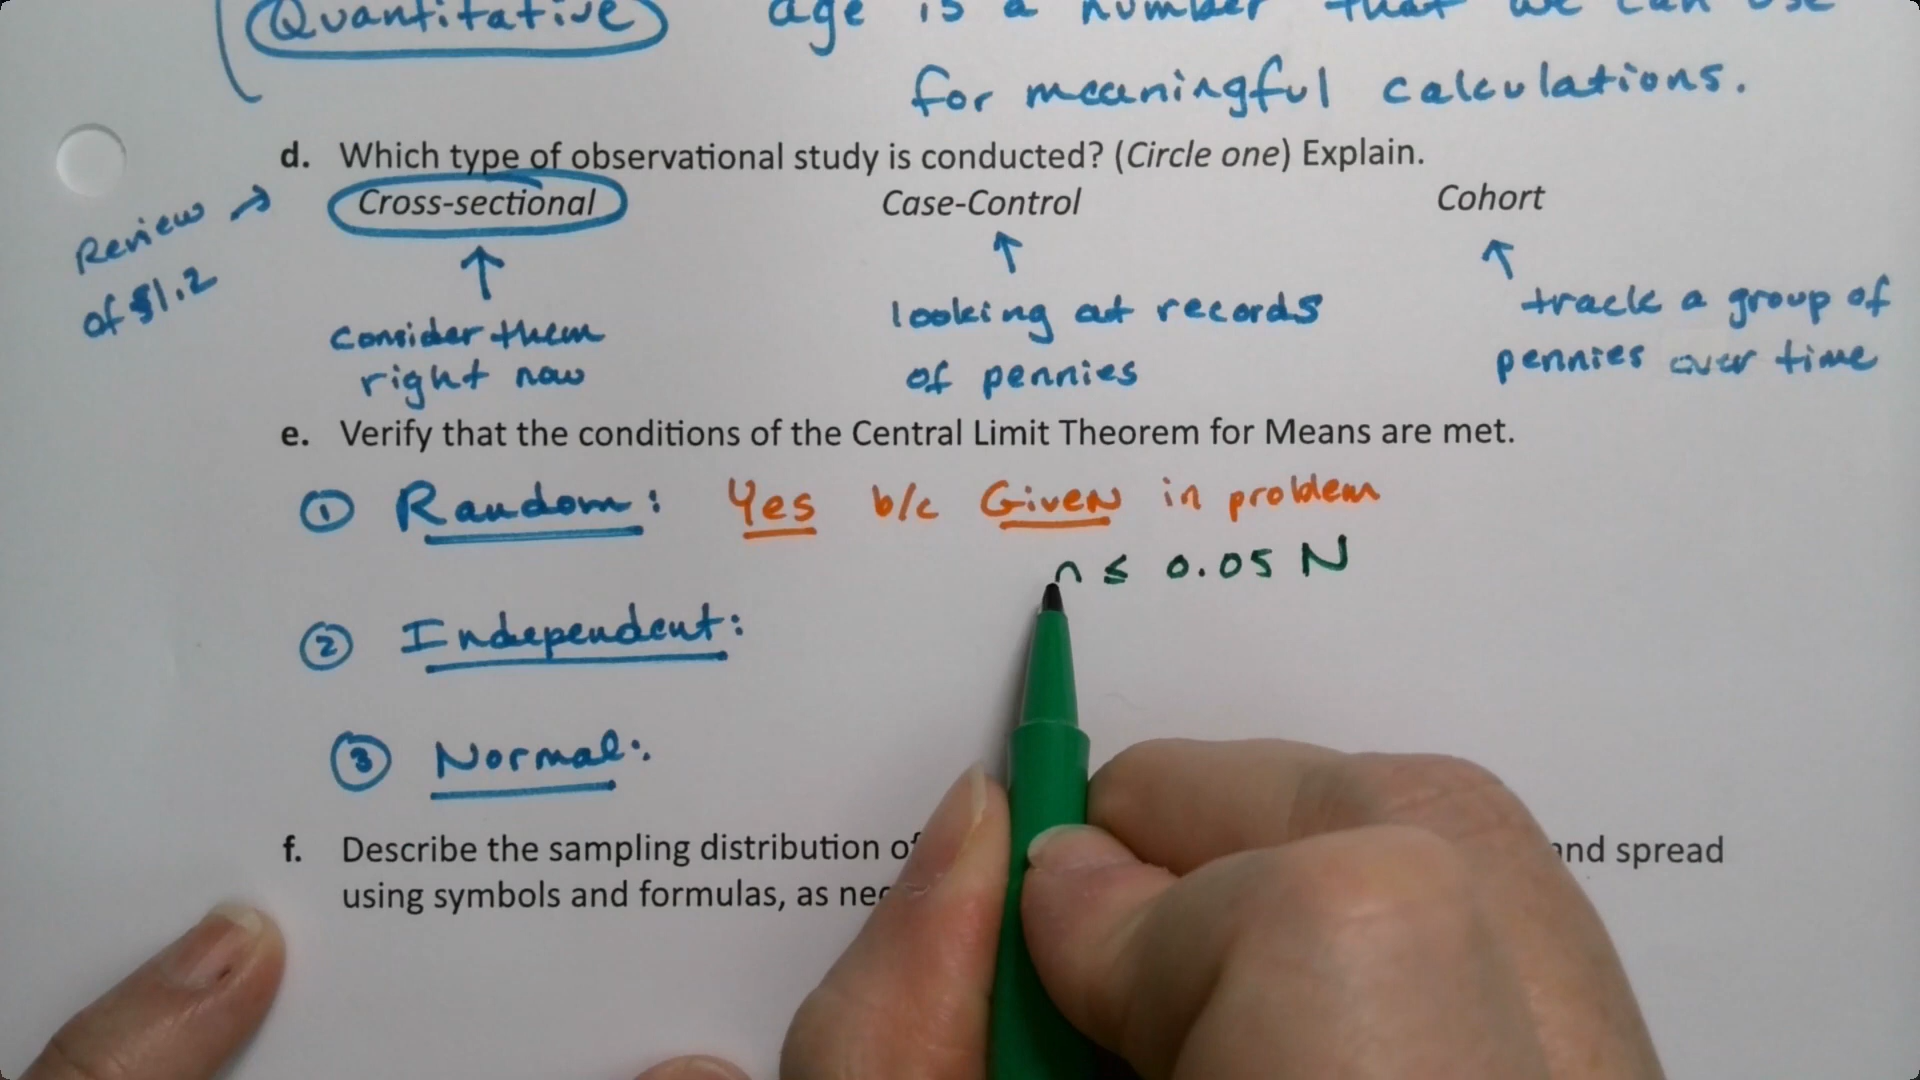 Quantitative age is a number that we can use
for meaningful calculations.
d. Which type of observational study is conducted? (Circle one) Explain.
Review →
of §1.2
Cross-sectional Case-Control Cohort
↑ ↑ ↑
consider them
right now
looking at records
of pennies
track a group of
pennies over time
e. Verify that the conditions of the Central Limit Theorem for Means are met.
① Random: Yes b/c Given in problem
n ≤ 0.05 N
② Independent:
③ Normal:
f. Describe the sampling distribution and spread
using symbols and formulas, as